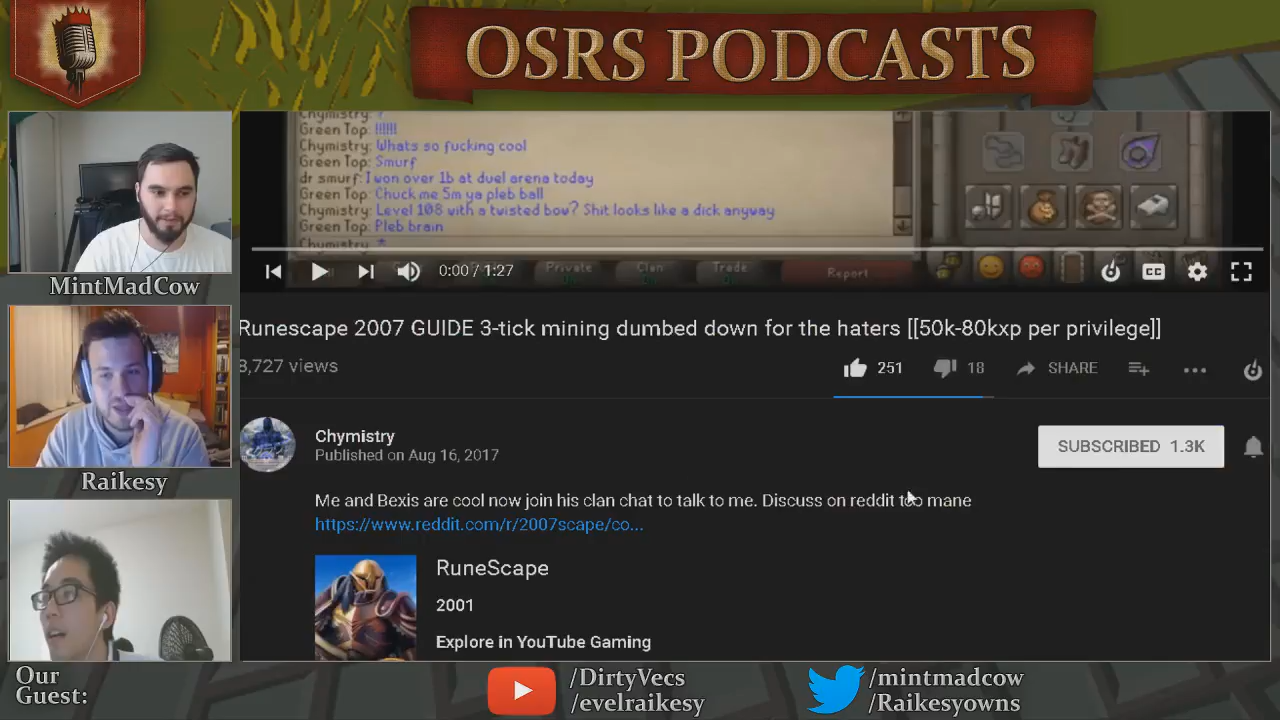 OSRS PODCASTS
Chymistry: ?
Green Top: !!!!!!
Chymistry: Whats so fucking cool
Green Top: Smurf
dr smurf: I won over 1b at duel arena today
Green Top: Chuck me 5m ya pleb ball
Chymistry: Level 108 with a twisted bow? Shit looks like a dick anyway
Green Top: Pleb brain
Chymistry: *
Private Clan Trade Report
0:00 / 1:27
CC
MintMadCow
Runescape 2007 GUIDE 3-tick mining dumbed down for the haters [[50k-80kxp per privilege]]
8,727 views
251 18 SHARE
Chymistry
Published on Aug 16, 2017
SUBSCRIBED 1.3K
Raikesy
Me and Bexis are cool now join his clan chat to talk to me. Discuss on reddit too mane
https://www.reddit.com/r/2007scape/co...
RuneScape
2001
Explore in YouTube Gaming
Our
Guest:
/DirtyVecs
/evelraikesy
/mintmadcow
/Raikesyowns